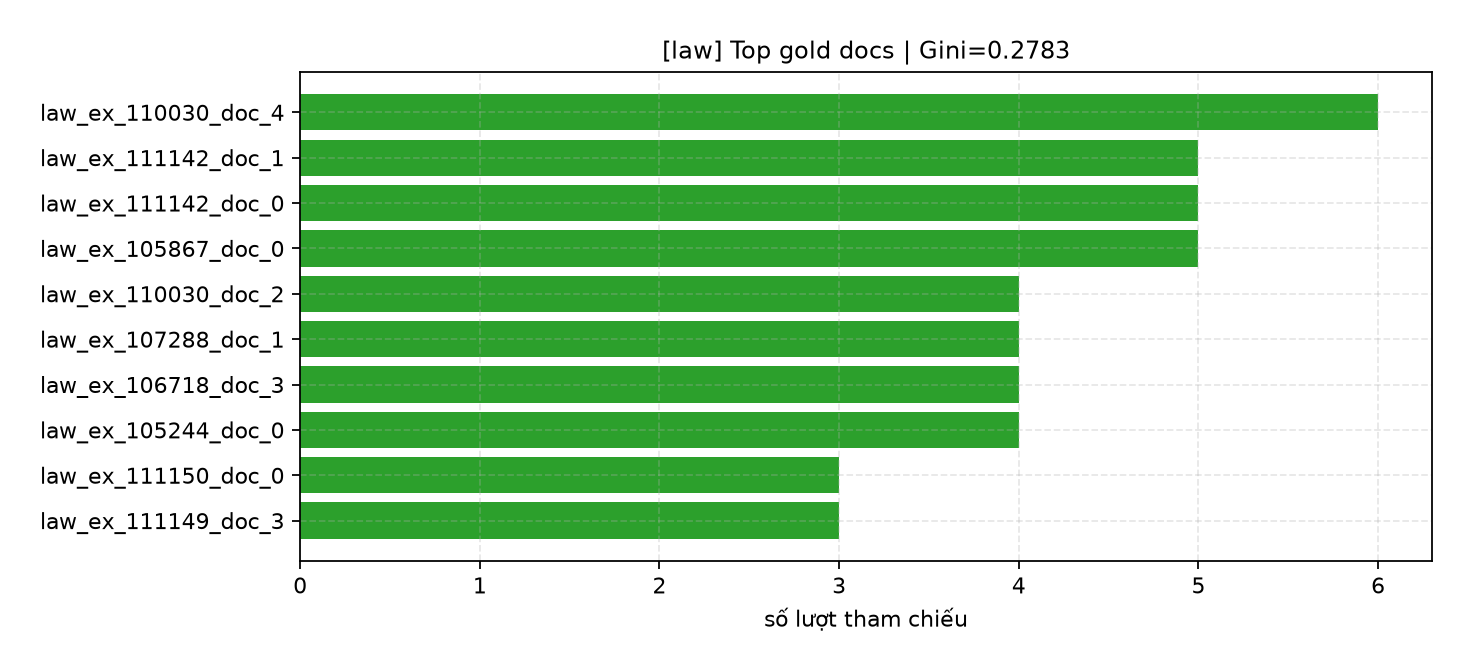 [law] Top gold docs | Gini=0.2783
law_ex_110030_doc_4
law_ex_111142_doc_1
law_ex_111142_doc_0
law_ex_105867_doc_0
law_ex_110030_doc_2
law_ex_107288_doc_1
law_ex_106718_doc_3
law_ex_105244_doc_0
law_ex_111150_doc_0
law_ex_111149_doc_3
0 1 2 3 4 5 6
số lượt tham chiếu